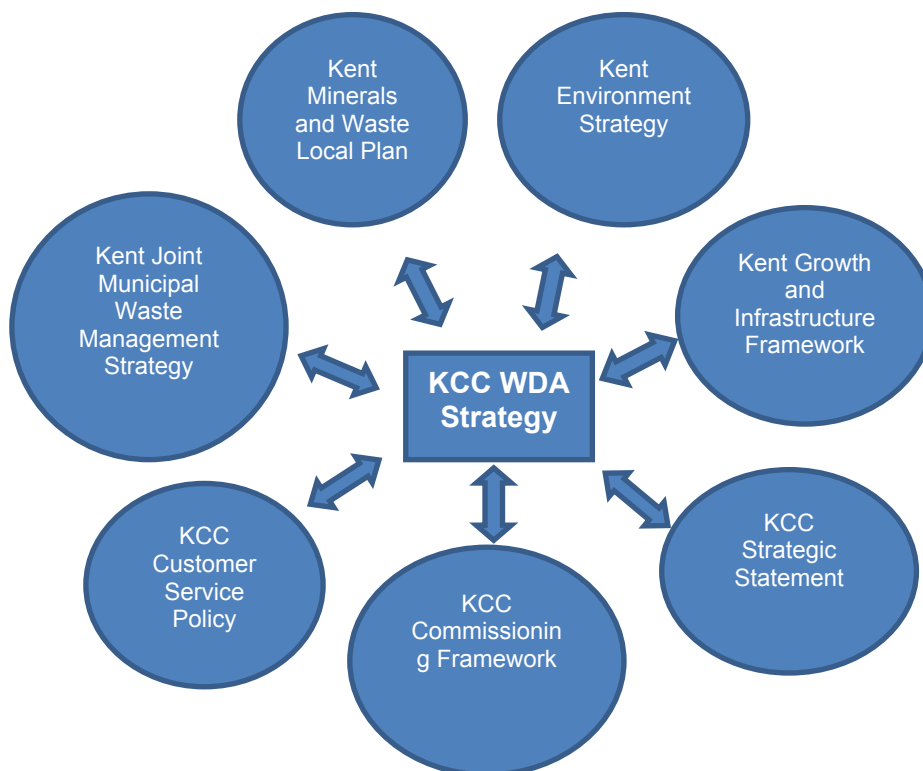 Kent
Minerals
and Waste
Local Plan
Kent
Environment
Strategy
Kent Joint
Municipal
Waste
Management
Strategy
Kent Growth
and
Infrastructure
Framework
KCC WDA
Strategy
KCC
Customer
Service
Policy
KCC
Commissionin
g Framework
KCC
Strategic
Statement